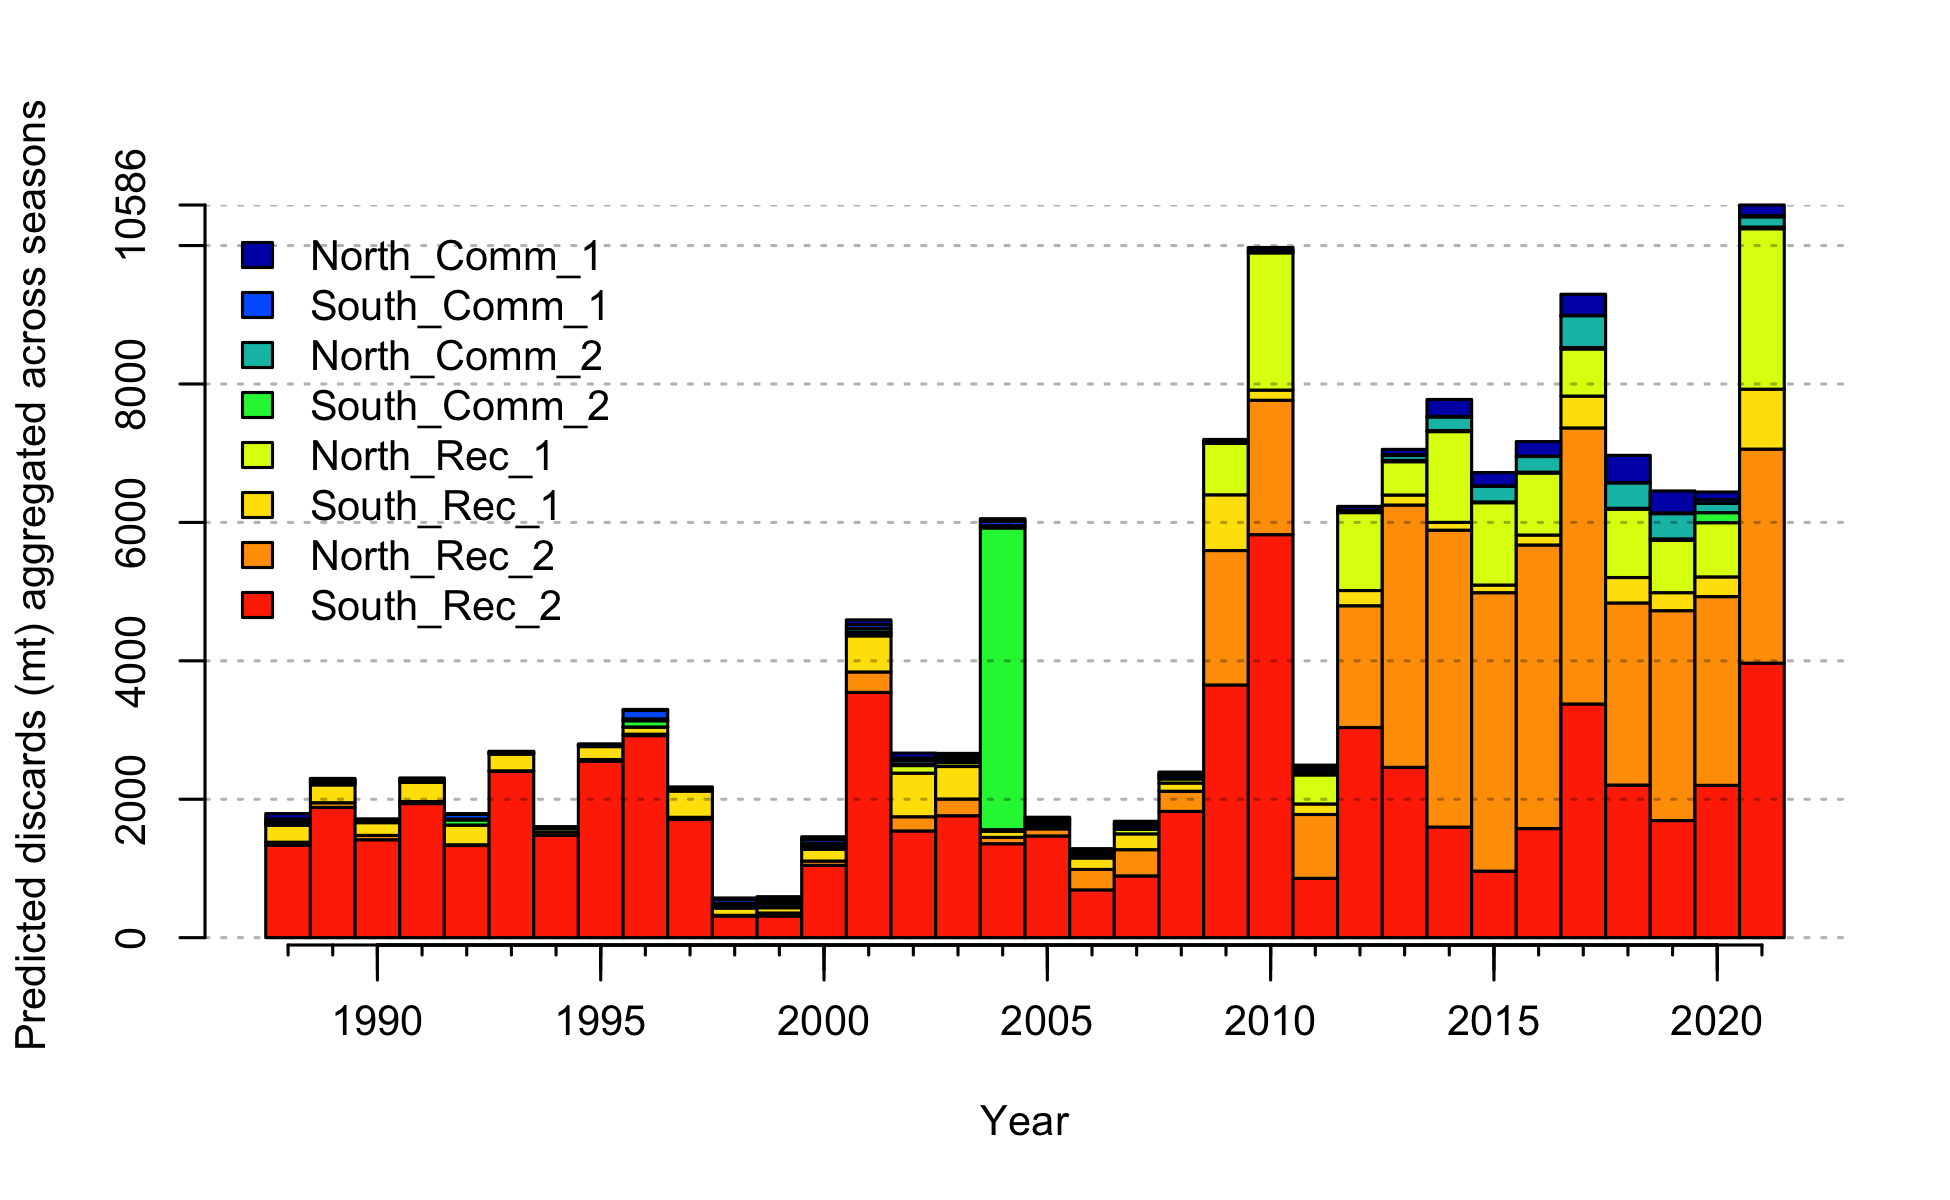 Predicted discards (mt) aggregated across seasons
10586
8000
6000
4000
2000
0
North_Comm_1
South_Comm_1
North_Comm_2
South_Comm_2
North_Rec_1
South_Rec_1
North_Rec_2
South_Rec_2
1990 1995 2000 2005 2010 2015 2020
Year